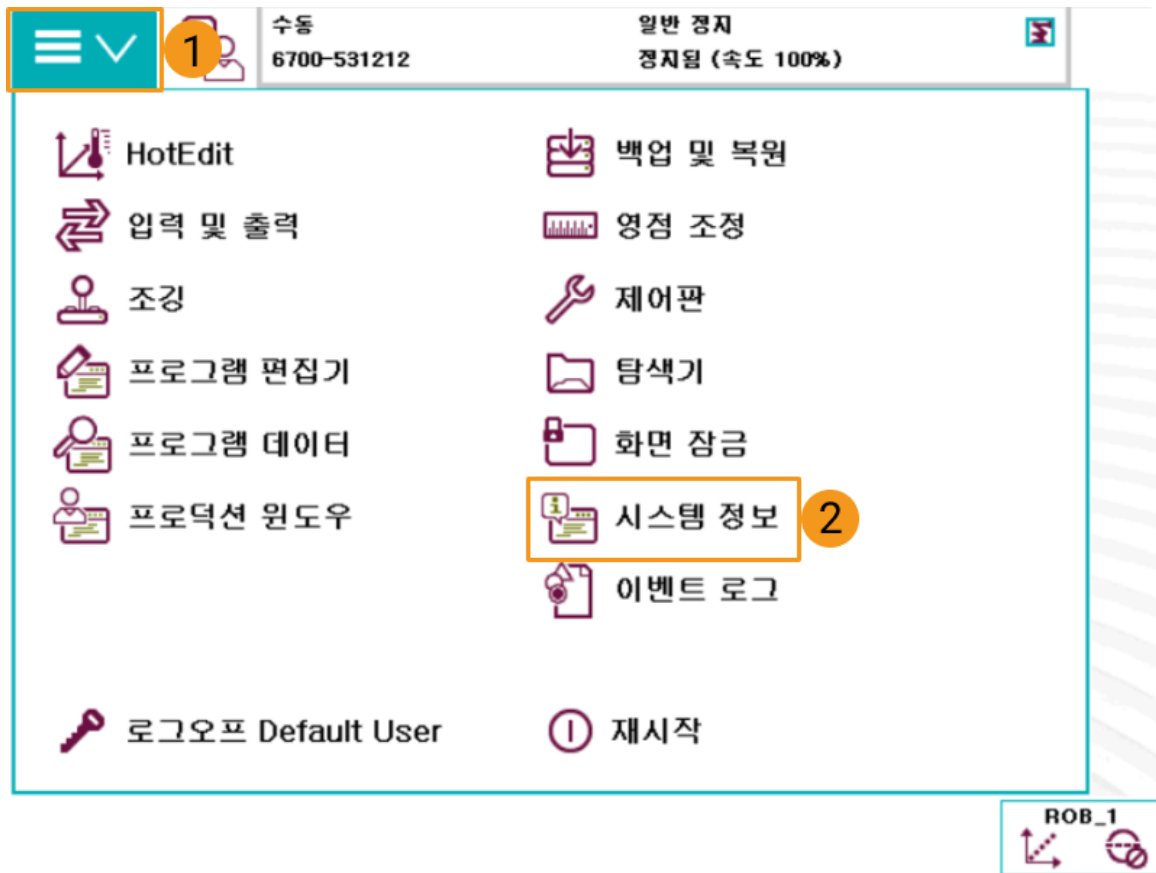 1
수동
6700-531212
일반 정지
정지됨 (속도 100%)
HotEdit
백업 및 복원
입력 및 출력
영점 조정
조깅
제어판
프로그램 편집기
탐색기
프로그램 데이터
화면 잠금
프로덕션 윈도우
시스템 정보
2
이벤트 로그
로그오프 Default User
재시작
ROB_1